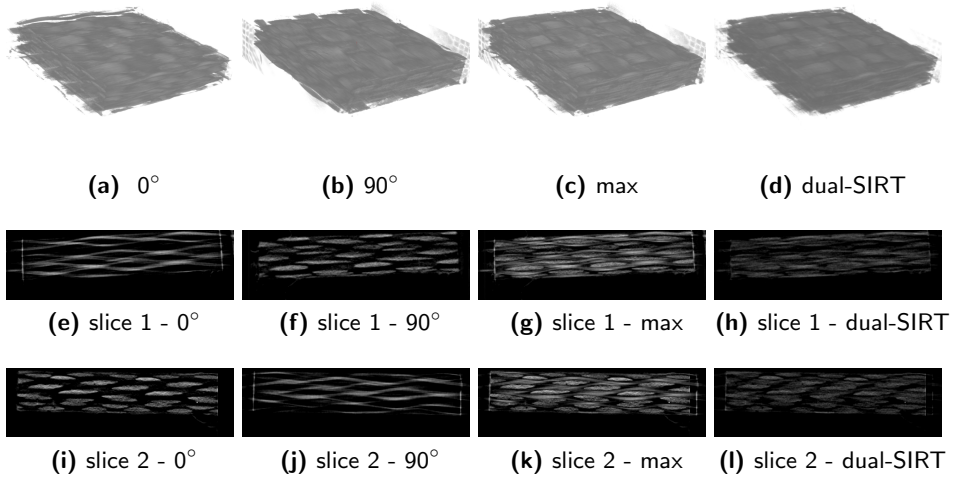 (a) 0°
(b) 90°
(c) max
(d) dual-SIRT
(e) slice 1 - 0°
(f) slice 1 - 90°
(g) slice 1 - max
(h) slice 1 - dual-SIRT
(i) slice 2 - 0°
(j) slice 2 - 90°
(k) slice 2 - max
(l) slice 2 - dual-SIRT